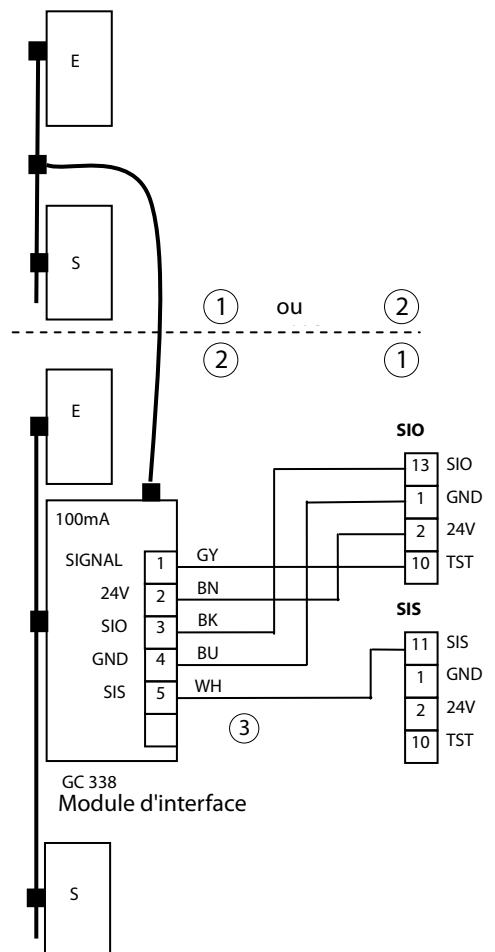 E
S
1 ou 2
2 1
E
SIO
13 SIO
1 GND
2 24V
10 TST
100mA
SIGNAL 1 GY
24V 2 BN
SIO 3 BK
GND 4 BU
SIS 5 WH
3
SIS
11 SIS
1 GND
2 24V
10 TST
GC 338
Module d'interface
S